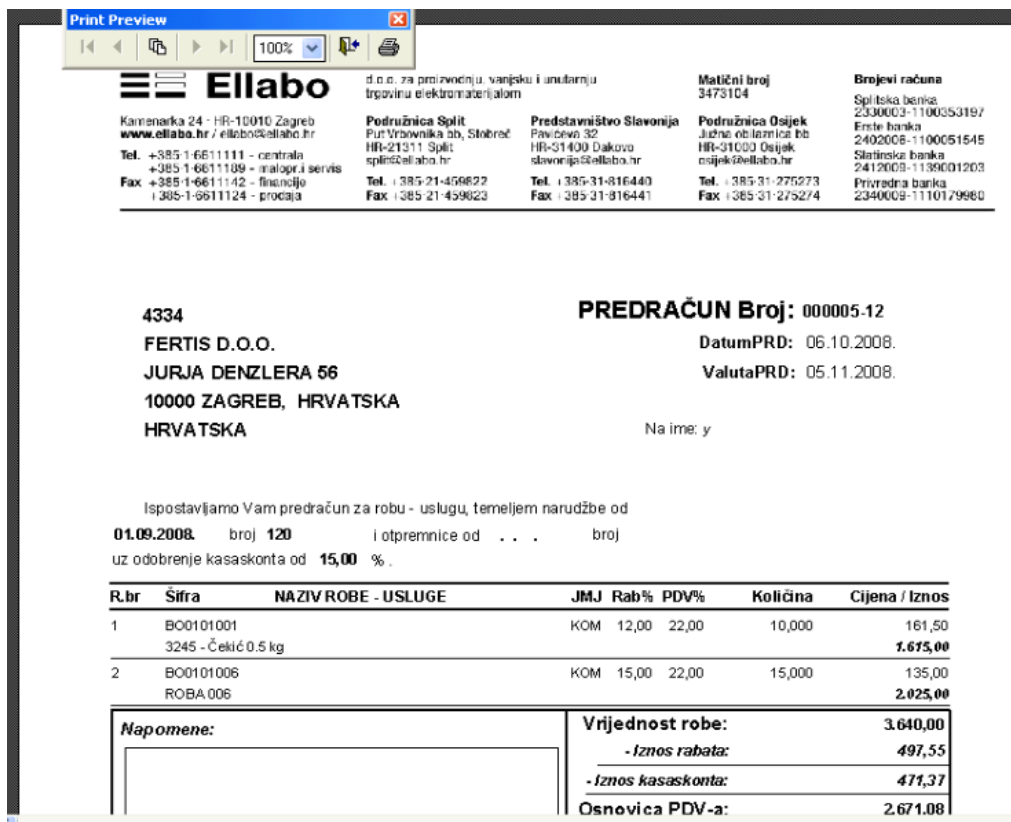 Print Preview
100%
Ellabo
d.o.o. za proizvodnju, vanjsku i unutarnju
trgovinu elektromaterijalom
Matični broj
3473104
Brojevi računa
Splitska banka
2330003-1100353197
Erste banka
2402006-1100051545
Slatinska banka
2412009-1139001203
Privredna banka
2340009-1110179980
Kamenarka 24 - HR-10010 Zagreb
www.ellabo.hr / ellabo@ellabo.hr
Tel. +385-1-6611111 - centrala
+385-1-6611189 - malopr.i servis
Fax +385-1-6611142 - financije
+385-1-6611124 - prodaja
Podružnica Split
Put Vrbovnika bb, Stobreč
HR-21311 Split
split@ellabo.hr
Tel. +385-21-459822
Fax +385-21-459823
Predstavništvo Slavonija
Pavićeva 32
HR-31400 Đakovo
slavonija@ellabo.hr
Tel. +385-31-816440
Fax +385-31-816441
Podružnica Osijek
Južna obilaznica bb
HR-31000 Osijek
osijek@ellabo.hr
Tel. +385-31-275273
Fax +385-31-275274
4334
FERTIS D.O.O.
JURJA DENZLERA 56
10000 ZAGREB, HRVATSKA
HRVATSKA
PREDRAČUN Broj: 000005-12
DatumPRD: 06.10.2008.
ValutaPRD: 05.11.2008.
Na ime: y
Ispostavljamo Vam predračun za robu - uslugu, temeljem narudžbe od
01.09.2008. broj 120 i otpremnice od . . . broj
uz odobrenje kasaskonta od 15,00 % .
R.br Šifra NAZIV ROBE - USLUGE JMJ Rab% PDV% Količina Cijena / Iznos
1 BO0101001 KOM 12,00 22,00 10,000 161,50
3245 - Čekić 0.5 kg 1.615,00
2 BO0101006 KOM 15,00 22,00 15,000 135,00
ROBA 006 2.025,00
Napomene:
Vrijednost robe: 3.640,00
- Iznos rabata: 497,55
- Iznos kasaskonta: 471,37
Osnovica PDV-a: 2.671,08